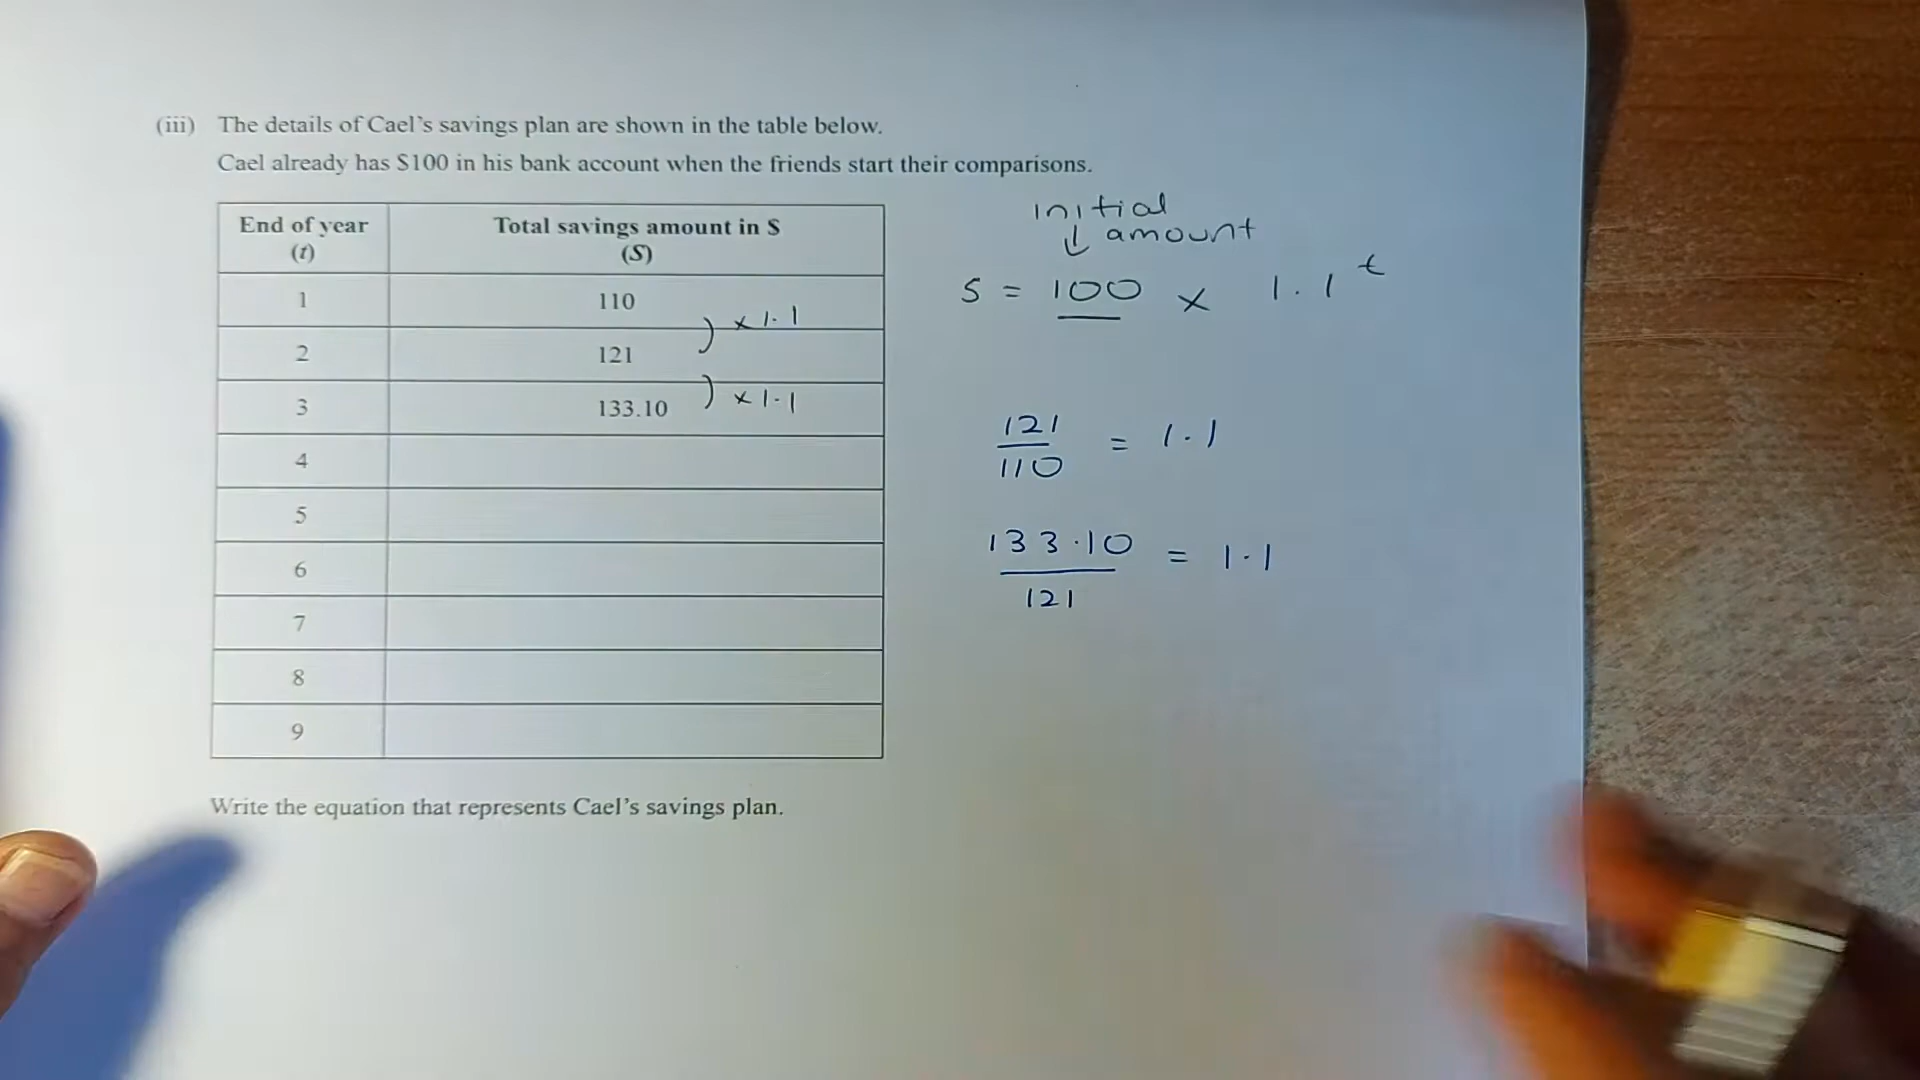 (iii) The details of Cael's savings plan are shown in the table below.
Cael already has $100 in his bank account when the friends start their comparisons.
End of year (t) Total savings amount in $ (S)
1 110
2 121
3 133.10
4
5
6
7
8
9
) × 1.1
) × 1.1
Write the equation that represents Cael's savings plan.
initial
↓ amount
S = 100 × 1.1^t
121/110 = 1.1
133.10/121 = 1.1